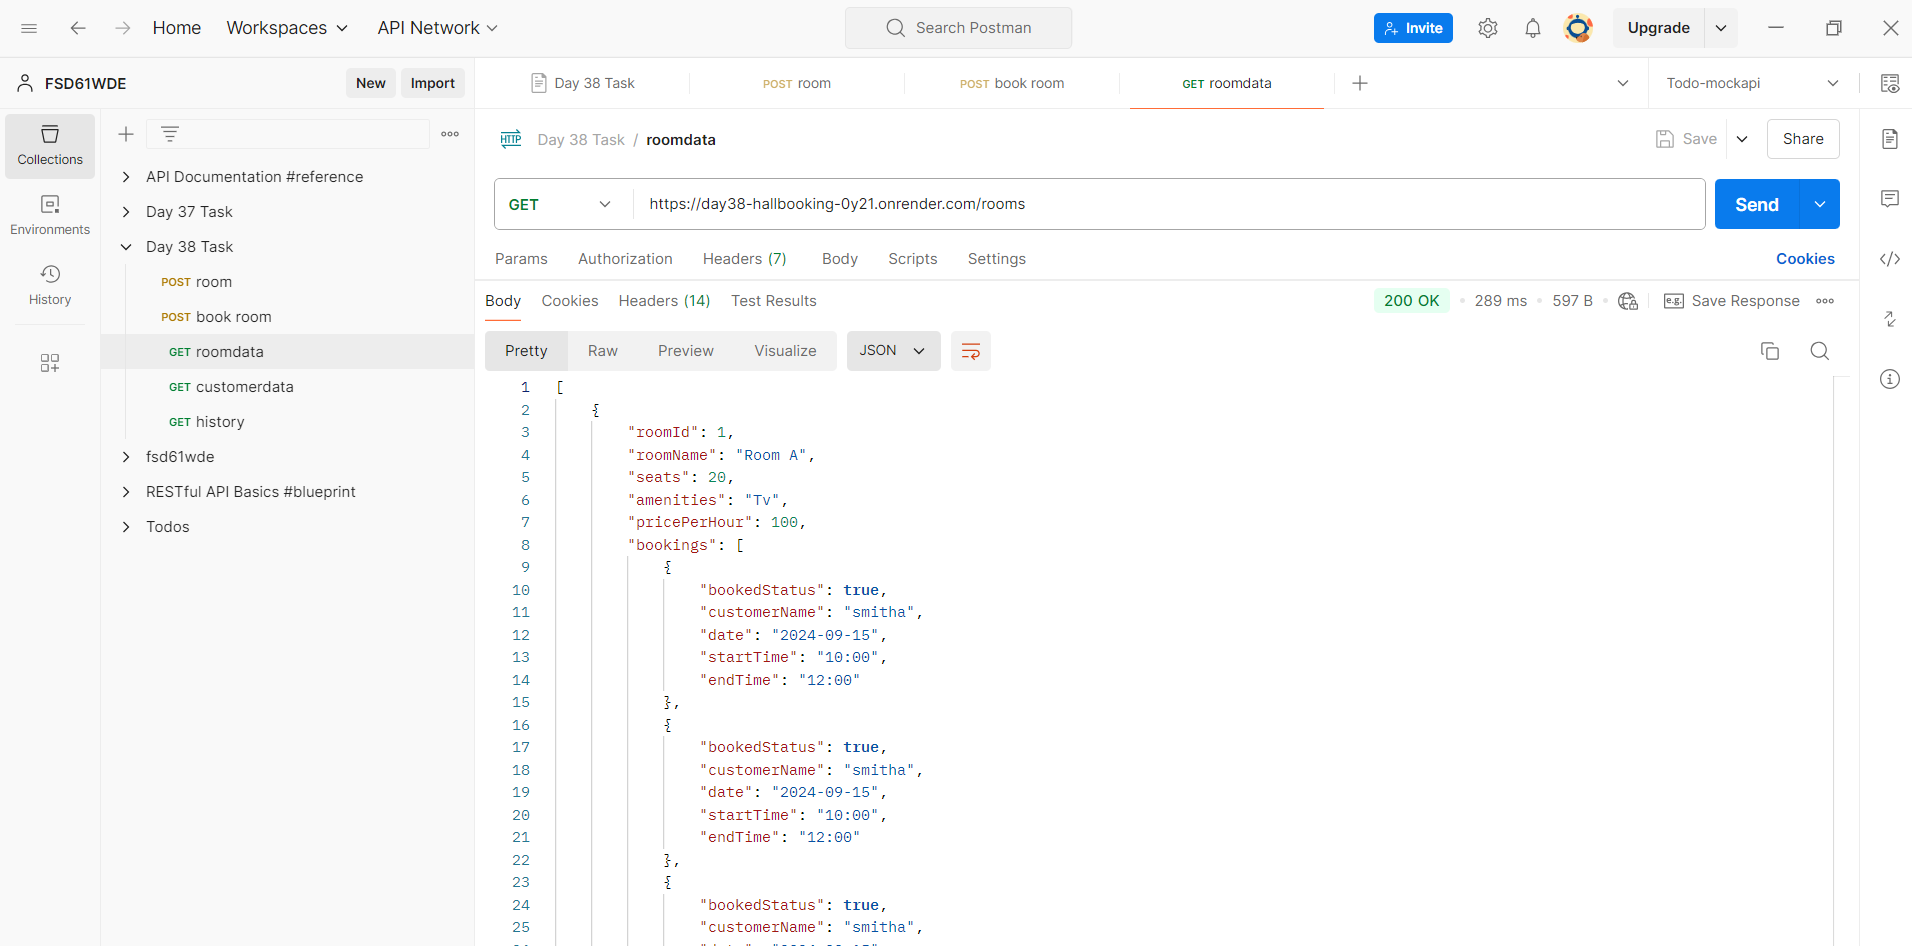 Home Workspaces API Network Search Postman Invite Upgrade
FSD61WDE New Import
Day 38 Task POST room POST book room GET roomdata Todo-mockapi
Collections
Environments
History
API Documentation #reference
Day 37 Task
Day 38 Task
POST room
POST book room
GET roomdata
GET customerdata
GET history
fsd61wde
RESTful API Basics #blueprint
Todos
HTTP Day 38 Task / roomdata Save Share
GET https://day38-hallbooking-0y21.onrender.com/rooms Send
Params Authorization Headers (7) Body Scripts Settings Cookies
Body Cookies Headers (14) Test Results 200 OK 289 ms 597 B e.g. Save Response
Pretty Raw Preview Visualize JSON
1 [
2 {
3 "roomId": 1,
4 "roomName": "Room A",
5 "seats": 20,
6 "amenities": "Tv",
7 "pricePerHour": 100,
8 "bookings": [
9 {
10 "bookedStatus": true,
11 "customerName": "smitha",
12 "date": "2024-09-15",
13 "startTime": "10:00",
14 "endTime": "12:00"
15 },
16 {
17 "bookedStatus": true,
18 "customerName": "smitha",
19 "date": "2024-09-15",
20 "startTime": "10:00",
21 "endTime": "12:00"
22 },
23 {
24 "bookedStatus": true,
25 "customerName": "smitha",